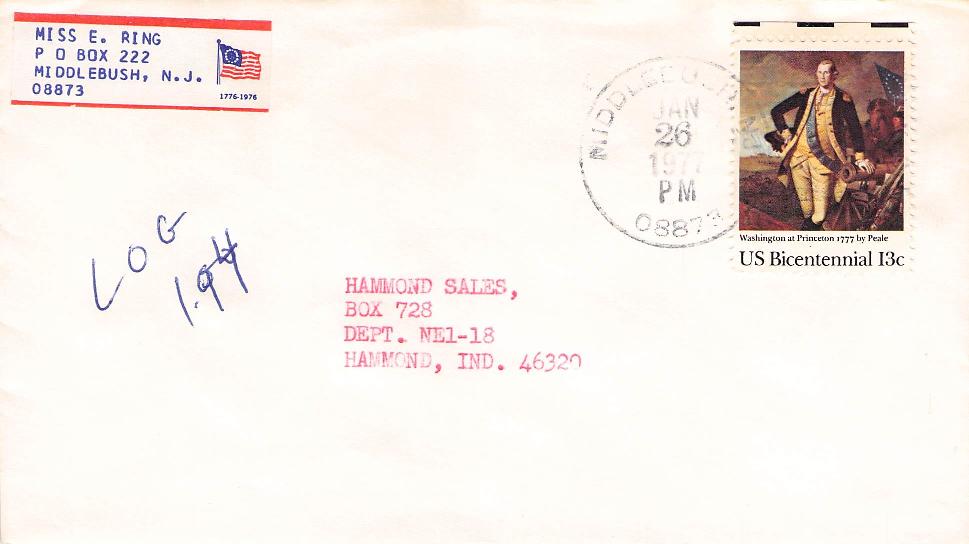 MISS E. RING
P O BOX 222
MIDDLEBUSH, N.J.
08873
1776-1976
MIDDLEBUSH
JAN
26
1977
PM
08873
Washington at Princeton 1777 by Peale
US Bicentennial 13c
LOG
1.94
HAMMOND SALES,
BOX 728
DEPT. NE1-18
HAMMOND, IND. 46320